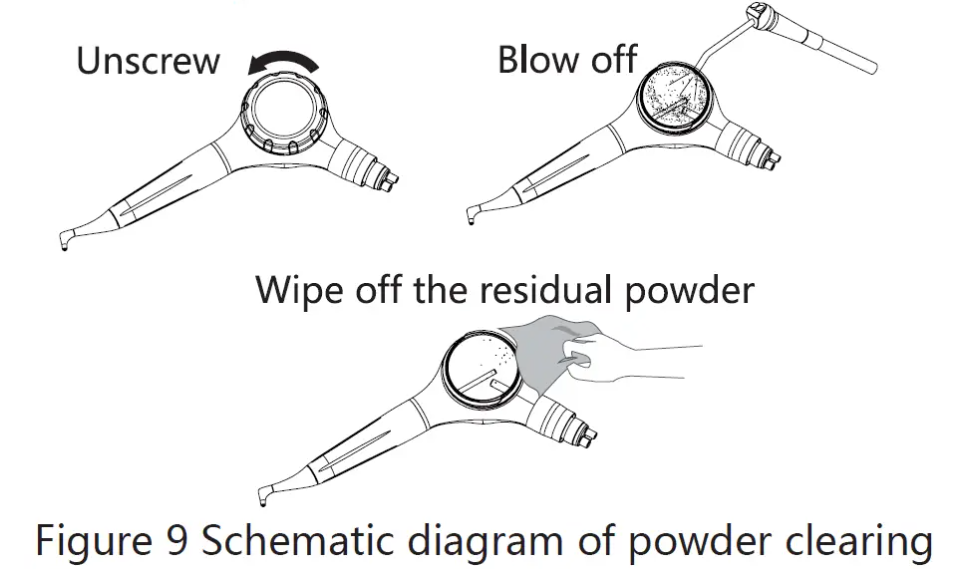 Unscrew
Blow off
Wipe off the residual powder
Figure 9 Schematic diagram of powder clearing